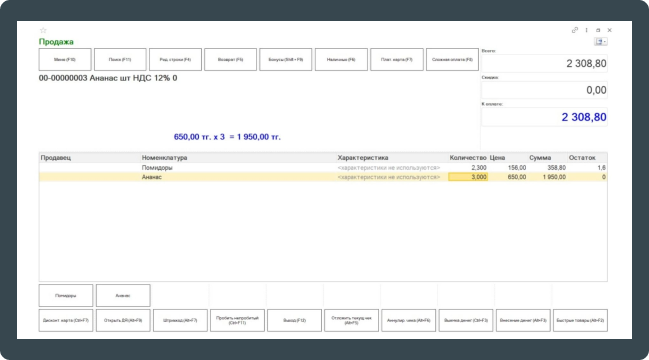 Продажа
Меню (F10)
Поиск (F11)
Ред. строки (F4)
Возврат (F5)
Бонусы (Shift + F9)
Наличные (F8)
Плат. карта (F7)
Сложная оплата (F6)
Всего:
2 308,80
00-00000003 Ананас шт НДС 12% 0
Скидка:
0,00
К оплате:
2 308,80
650,00 тг. x 3 = 1 950,00 тг.
Продавец Номенклатура Характеристика Количество Цена Сумма Остаток
Помидоры <характеристики не используются> 2,300 156,00 358,80 1,6
Ананас <характеристики не используются> 3,000 650,00 1 950,00 0
Помидоры
Ананас
Дисконт. карта (Ctrl+F7)
Открыть ДЯ (Alt+F9)
Штрихкод (Alt+F7)
Пробить непробитые (Ctrl+F11)
Выход (F12)
Отложить текущ чек (Alt+F5)
Аннулир. чека (Alt+F6)
Выемка денег (Ctrl+F3)
Внесение денег (Alt+F3)
Быстрые товары (Alt+F2)